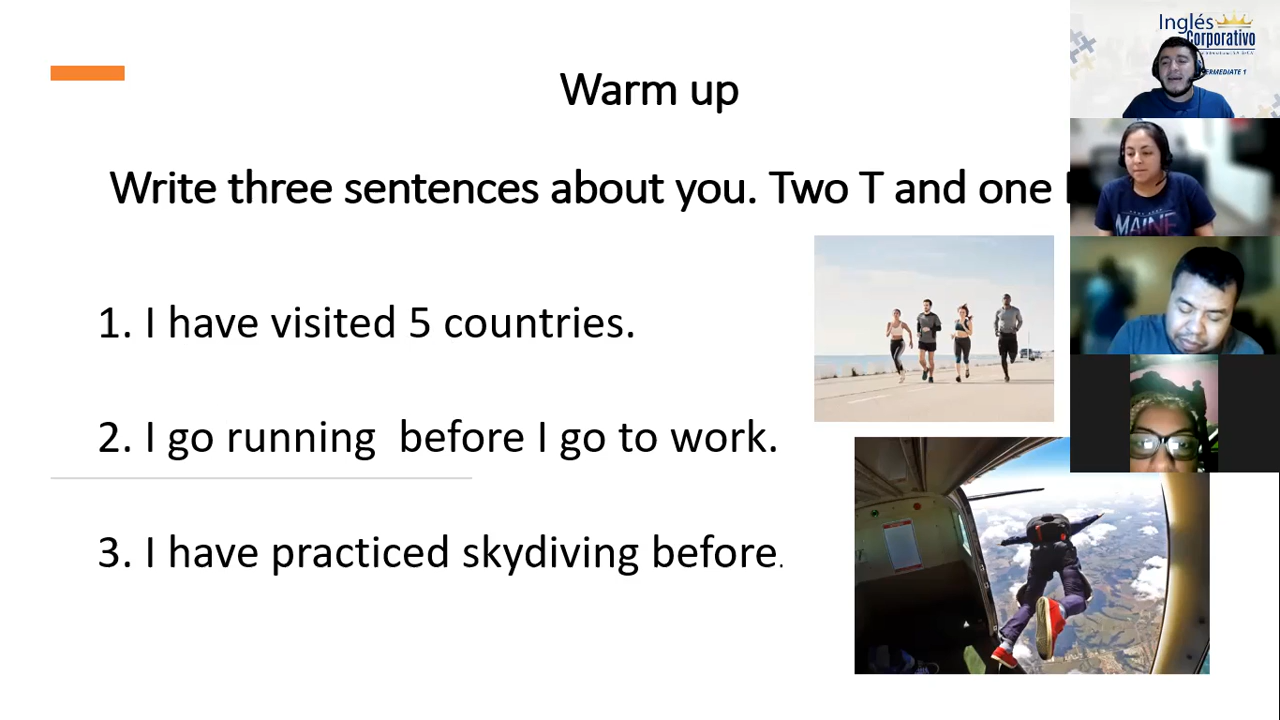 Warm up
Write three sentences about you. Two T and one
1. I have visited 5 countries.
2. I go running  before I go to work.
3. I have practiced skydiving before.
Inglés
Corporativo
MAINE